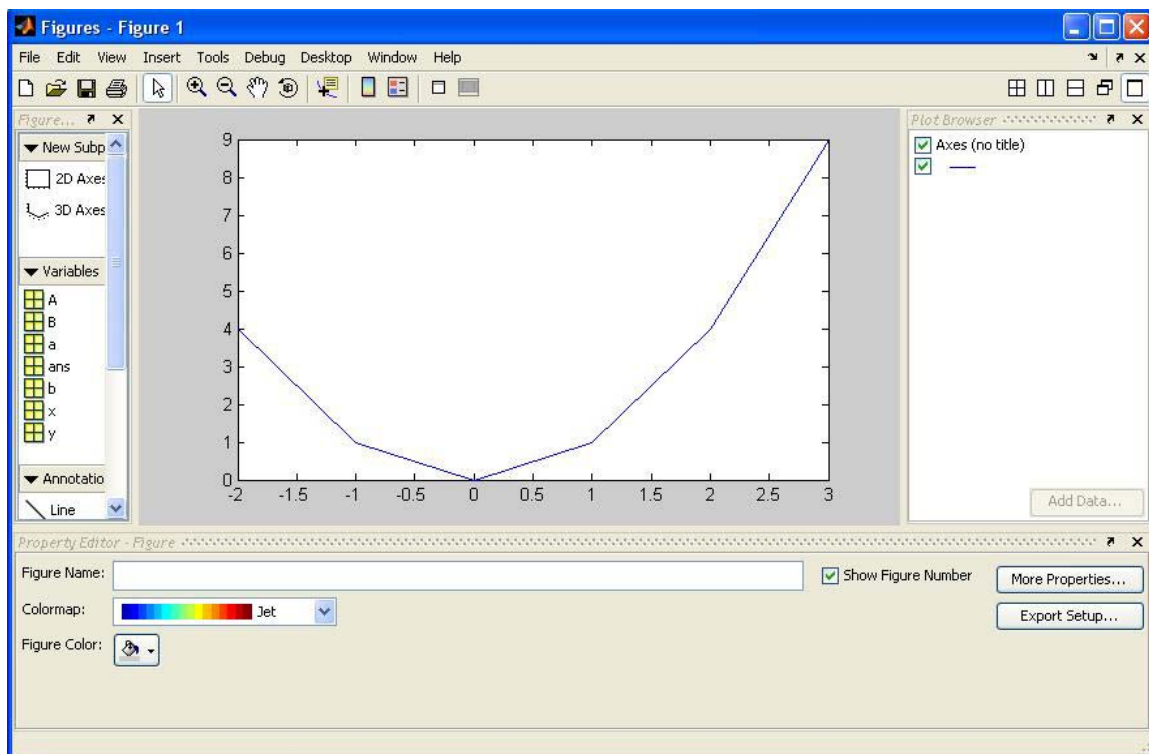 Figures - Figure 1
File Edit View Insert Tools Debug Desktop Window Help
Figure...
New Subp
2D Axes
3D Axes
Variables
A
B
a
ans
b
x
y
Annotatio
Line
9
8
7
6
5
4
3
2
1
0
-2 -1.5 -1 -0.5 0 0.5 1 1.5 2 2.5 3
Plot Browser
Axes (no title)
Add Data...
Property Editor - Figure
Figure Name:
Show Figure Number
More Properties...
Colormap:
Jet
Export Setup...
Figure Color: